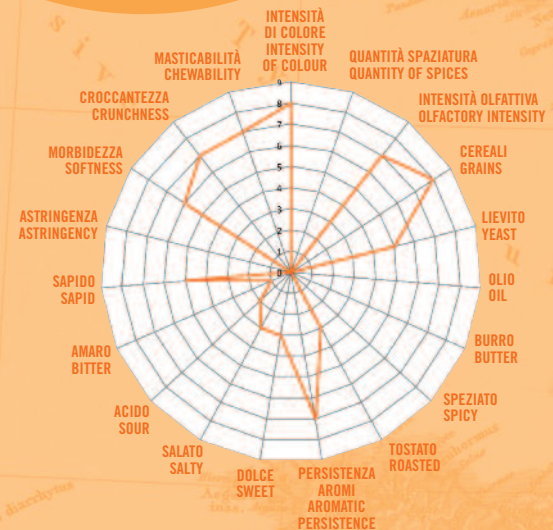 INTENSITÀ
DI COLORE
INTENSITY
OF COLOUR
QUANTITÀ SPAZIATURA
QUANTITY OF SPICES
INTENSITÀ OLFATTIVA
OLFACTORY INTENSITY
CEREALI
GRAINS
LIEVITO
YEAST
OLIO
OIL
BURRO
BUTTER
SPEZIATO
SPICY
TOSTATO
ROASTED
PERSISTENZA
AROMI
AROMATIC
PERSISTENCE
DOLCE
SWEET
SALATO
SALTY
ACIDO
SOUR
AMARO
BITTER
SAPIDO
SAPID
ASTRINGENZA
ASTRINGENCY
MORBIDEZZA
SOFTNESS
CROCCANTEZZA
CRUNCHNESS
MASTICABILITÀ
CHEWABILITY
9
8
7
6
5
4
3
2
1
0
diarrhytus